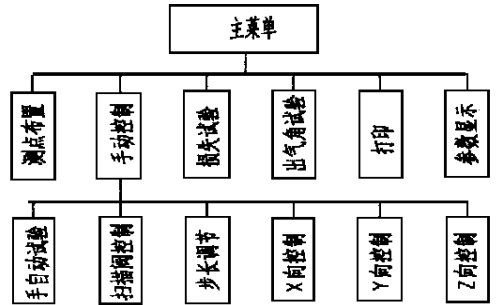 主菜单
测点布置
手动控制
损失试验
出气角试验
打印
参数显示
手自动试验
扫描阀控制
步长调节
X向控制
Y向控制
Z向控制